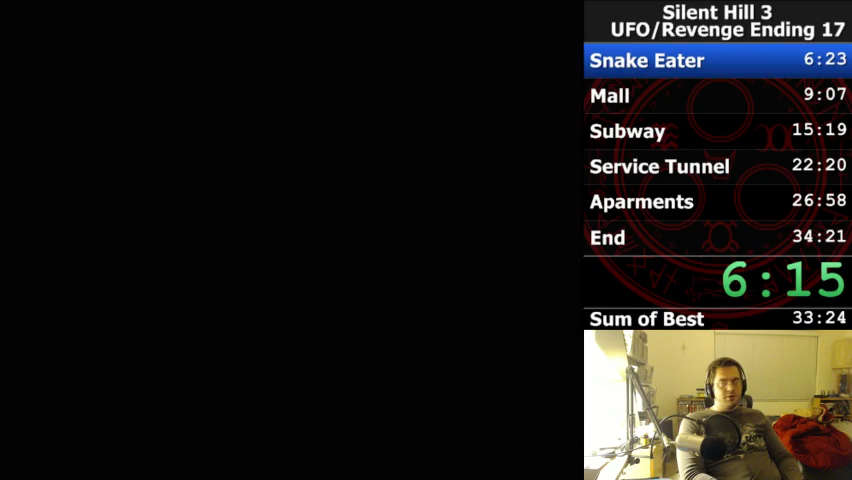 Silent Hill 3
UFO/Revenge Ending 17
Snake Eater 6:23
Mall 9:07
Subway 15:19
Service Tunnel 22:20
Aparments 26:58
End 34:21
6:15
Sum of Best 33:24